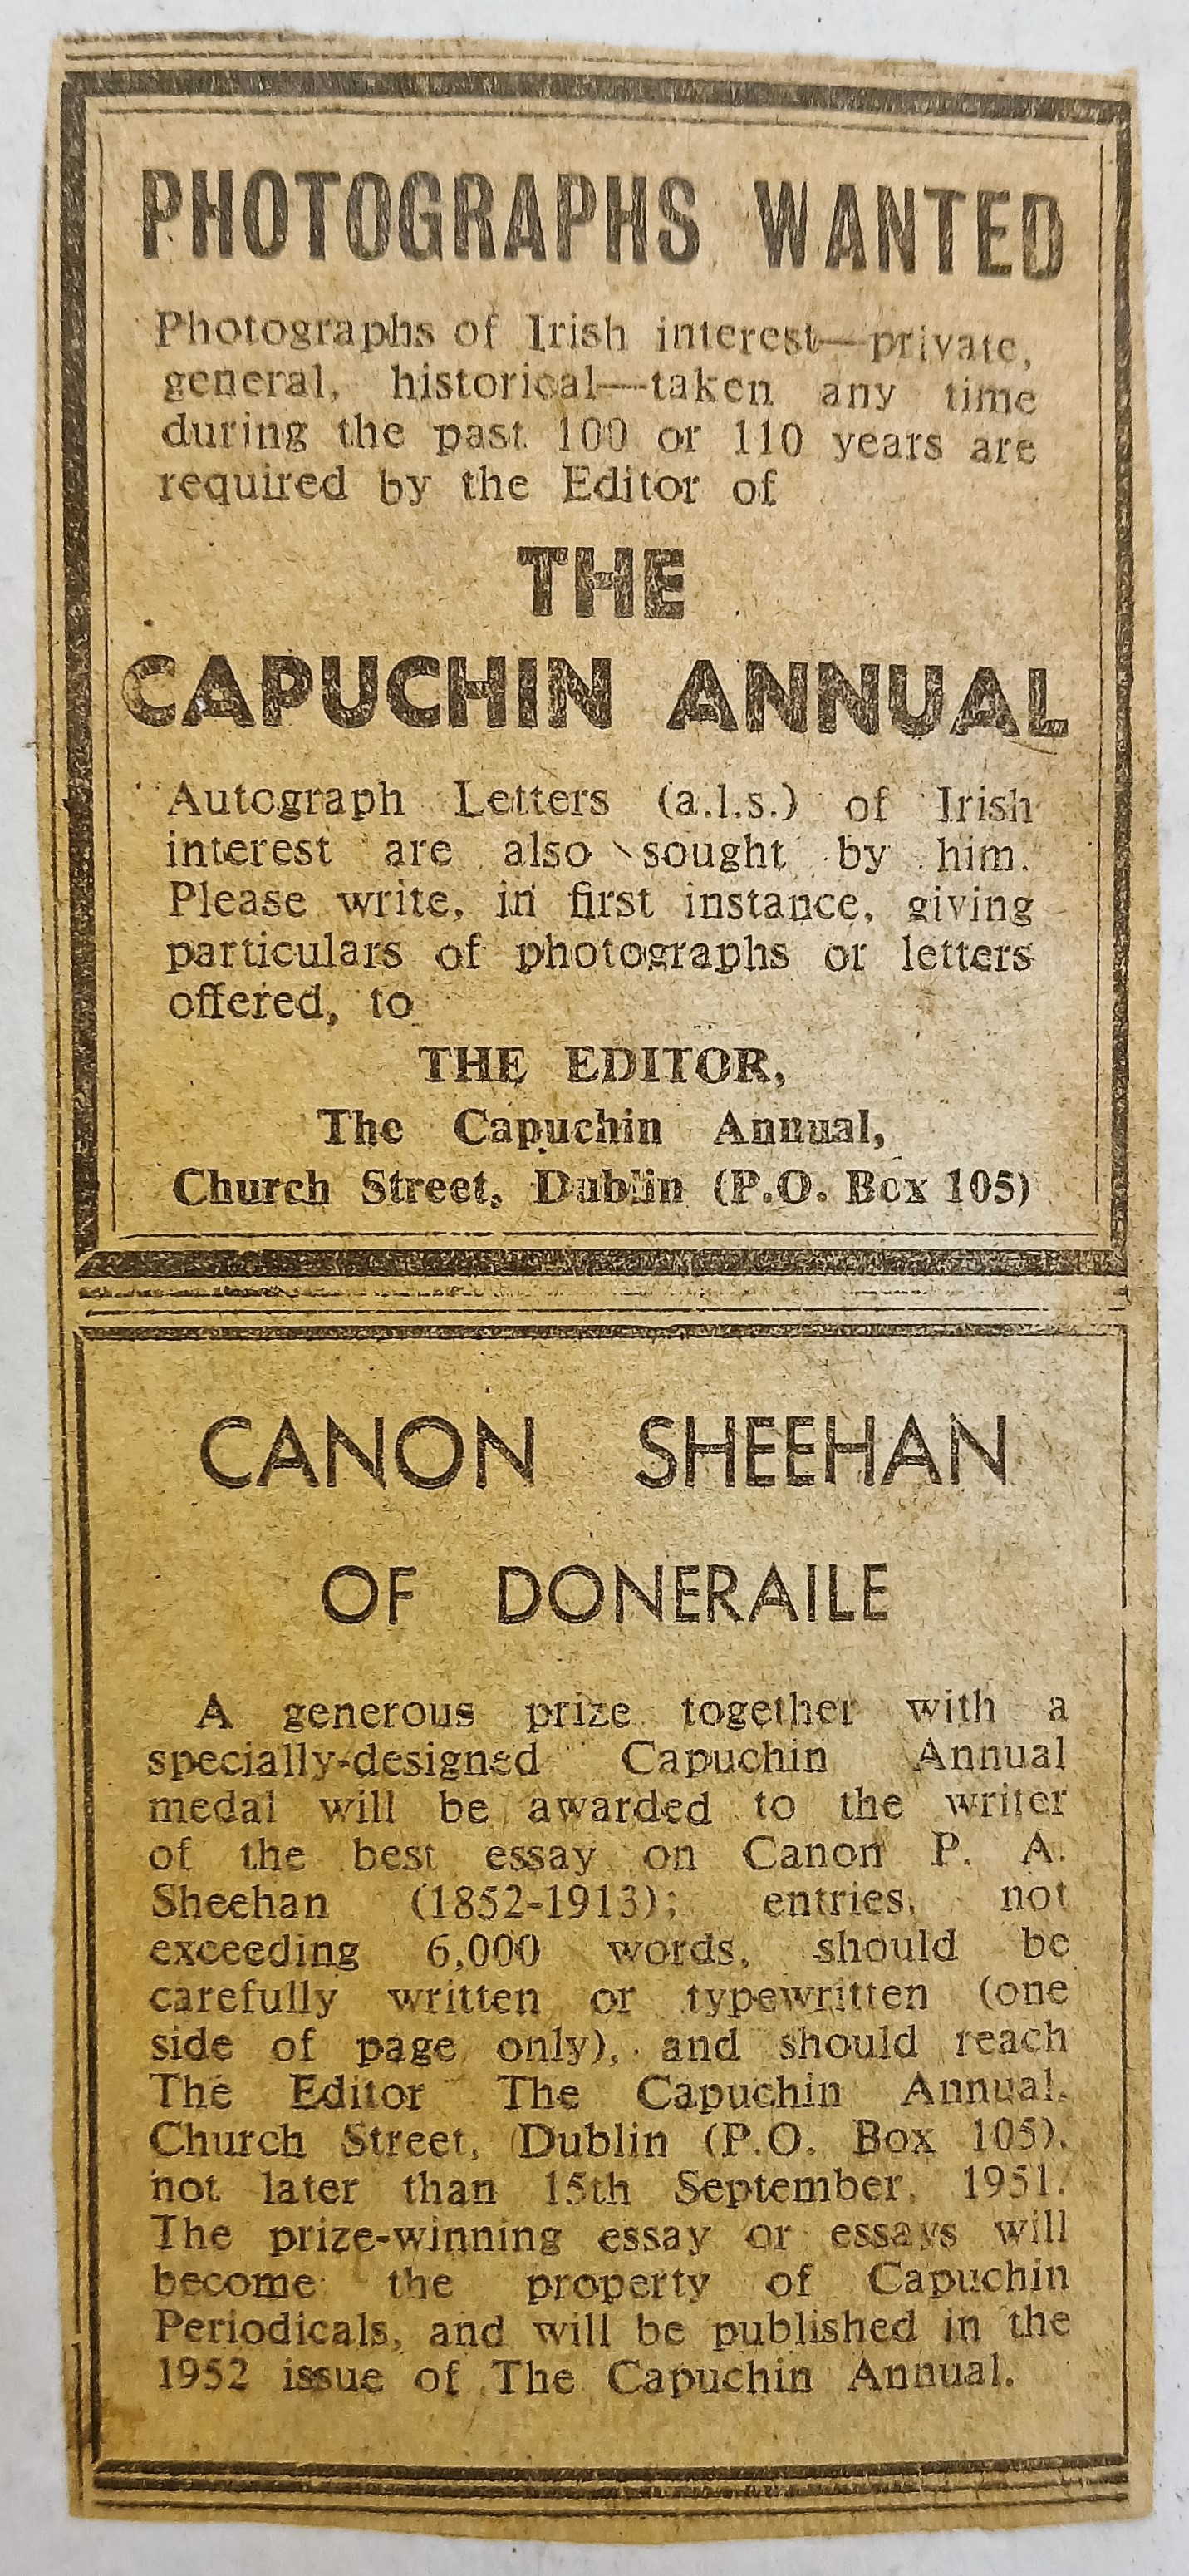 PHOTOGRAPHS WANTED
Photographs of Irish interest—private,
general, historical—taken any time
during the past 100 or 110 years are
required by the Editor of
THE
CAPUCHIN ANNUAL
Autograph Letters (a.l.s.) of Irish
interest are also sought by him.
Please write, in first instance, giving
particulars of photographs or letters
offered, to
THE EDITOR,
The Capuchin Annual,
Church Street, Dublin (P.O. Box 105)
CANON SHEEHAN
OF DONERAILE
A generous prize together with a
specially-designed Capuchin Annual
medal will be awarded to the writer
of the best essay on Canon P. A.
Sheehan (1852-1913); entries, not
exceeding 6,000 words, should be
carefully written or typewritten (one
side of page only), and should reach
The Editor The Capuchin Annual,
Church Street, Dublin (P.O. Box 105),
not later than 15th September, 1951.
The prize-winning essay or essays will
become the property of Capuchin
Periodicals, and will be published in the
1952 issue of The Capuchin Annual.